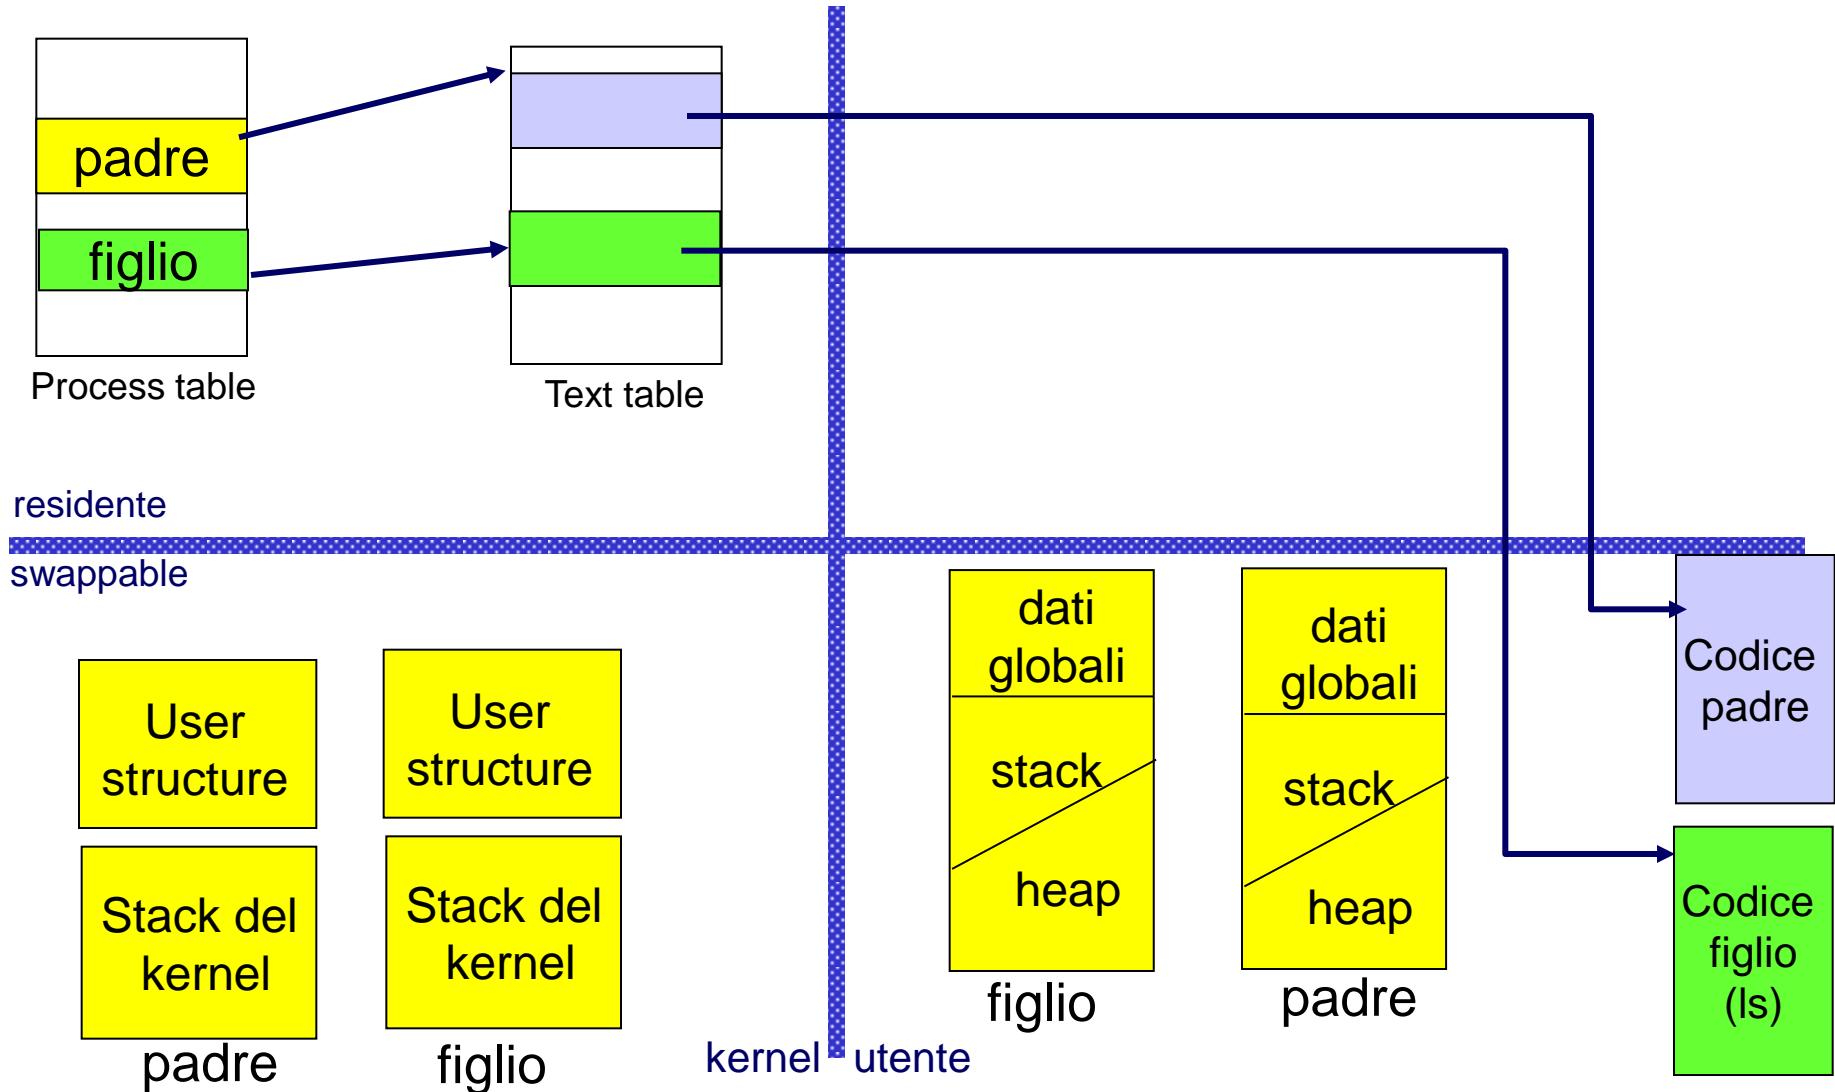 padre
figlio
Process table
Text table
residente
swappable
User
structure
Stack del
kernel
padre
User
structure
Stack del
kernel
figlio
kernel
utente
dati
globali
stack
heap
figlio
dati
globali
stack
heap
padre
Codice
padre
Codice
figlio
(ls)